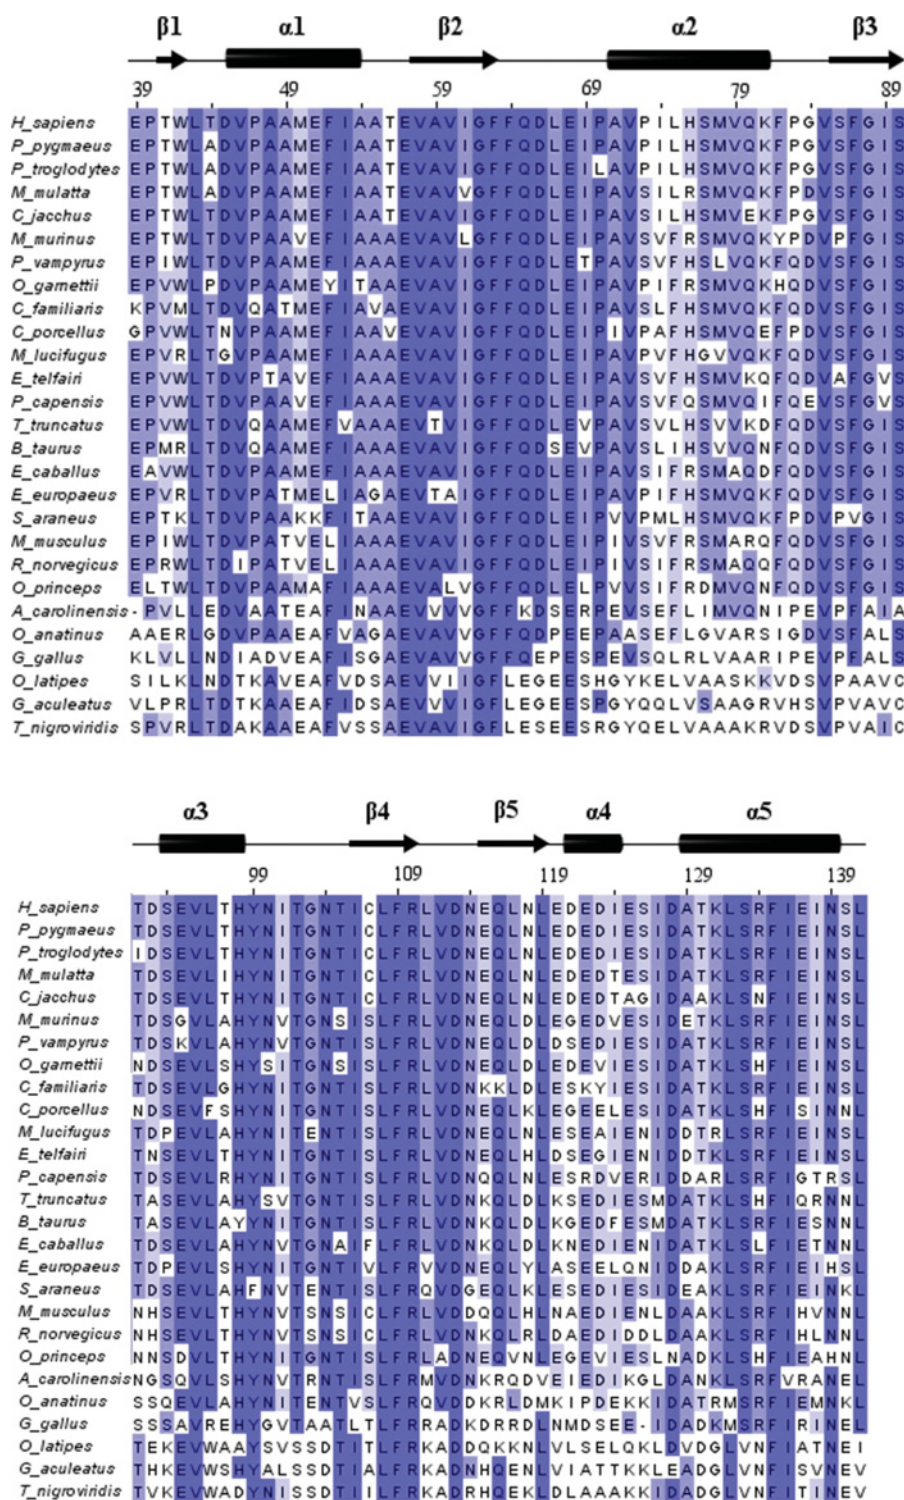 β1 α1 β2 α2 β3
39 49 59 69 79 89
H_sapiens EPTWLTDVPAAMEFIAATEVAVIGFFQDLEIPAVPILHSMVQKFPGVSFGIS
P_pygmaeus EPTWLADVPAAMEFIAATEVAVIGFFQDLEIPAVPILHSMVQKFPGVSFGIS
P_troglodytes EPTWLADVPAAMEFIAATEVAVIGFFQDLEILAVPILHSMVQKFPGVSFGIS
M_mulatta EPTWLADVPAAMEFIAATEVAVVGFFQDLEIPAVSILRSMVQKFPDVSFGIS
C_jacchus EPTWLTDVPAAMEFIAATEVAVIGFFQDLEIPAVSILHSMVEKFPGVSFGIS
M_murinus EPTWLTDVPAAVEFIAAAEVAVLGFFQDLEIPAVSVFRSMVQKYPDVPFGIS
P_vampyrus EPIWLTDVPAAMEFIAAAEVAVIGFFQDLETPAVSVFHSLVQKFQDVSFGIS
O_garnettii EPVWLPDVPAAMEYITAAEVAVIGFFQDLEIPAVPIFRSMVQKHQDVSFGIS
C_familiaris KPVMLTDVQATMEFIAVAEVAVIGFFQDLEIPAVSLFHSMVQKFQDVSFGIS
C_porcellus GPVWLTNVPAAMEFIAAVEVAVIGFFQDLEIPIVPAFHSMVQEFPDVSFGIS
M_lucifugus EPVRLTGVPAAMEFIAAAEVAVIGFFQDLEIPAVPVFHGVVQKFQDVSFGIS
E_telfairi EPVWLTDVPTAVEFIAAAEVAVIGFFQDLEIPAVSVFHSMVKQFQDVAFGVS
P_capensis EPVWLTDVPAAVEFIAAAEVAVIGFFQDLEIPAVSVFQSMVQIFQEVSFGVS
T_truncatus EPVWLTDVQAAMEFVAAAEVTVIGFFQDLEVPAVSVLHSVVKDFQDVSFGIS
B_taurus EPMRLTDVQAAMEFIAAAEVAVIGFFQDSEVPAVSLIHSVVQNFQDVSFGIS
E_caballus EAVWLTDVPAAMEFIAAAEVAVIGFFQDLEIPAVSIFRSMAQDFQDVSFGIS
E_europaeus EPVRLTDVPATMELIAGAEVTAIGFFQDLEIPAVPIFHSMVQKFQDVSFGIS
S_araneus EPTKLTDVPAAKKFITAAEVAVIGFFQDLEIPVVPMLHSMVQKFPDVPVGIS
M_musculus EPIWLTDVPATVELIAAAEVAVIGFFQDLEIPIVSVFRSMARQFQDVSFGIS
R_norvegicus EPRWLTDIPATVELIAAAEVAVIGFFQDLEIPIVSIFRSMAQQFQDVSFGIS
O_princeps ELTWLTDVPAAMAFIAAAEVALVGFFQDLELPVVSIFRDMVQNFQDVSFGIS
A_carolinensis -PVLLEDVAATEAFINAAEVVVVGFFKDSERPEVSEFLIMVQNIPEVPFAIA
O_anatinus AAERLGDVPAAEAFVAGAEVAVVGFFQDPEEPAASEFLGVARSIGDVSFALS
G_gallus KLVLLNDIADVEAFISGAEVAVVGFFQEPESPEVSQLRLVAARIPEVPFALS
O_latipes SILKLNDTKAVEAFVDSAEVVIIGFLEGEESHGYKELVAASKKVDSVPAAVC
G_aculeatus VLPRLTDTKAAEAFIDSAEVVVIGFLEGEESPGYQQLVSAAGRVHSVPVAVC
T_nigroviridis SPVRLTDAKAAEAFVSSAEVAVIGFLESEESRGYQELVAAAKRVDSVPVAIC
α3 β4 β5 α4 α5
99 109 119 129 139
H_sapiens TDSEVLTHYNITGNTICLFRLVDNEQLNLEDEDIESIDATKLSRFIEINSL
P_pygmaeus TDSEVLTHYNITGNTICLFRLVDNEQLNLEDEDIESIDATKLSRFIEINSL
P_troglodytes IDSEVLTHYNITGNTICLFRLVDNEQLNLEDEDIESIDATKLSRFIEINSL
M_mulatta TDSEVLIHYNITGNTICLFRLVDNEQLNLEDEDTESIDATKLSRFIEINSL
C_jacchus TDSEVLTHYNITGNTICLFRLVDNEQLNLEDEDTAGIDAAKLSNFIEINSL
M_murinus TDSGVLAHYNVTGNSISLFRLVDNEQLDLEGEDVESIDETKLSRFIEINSL
P_vampyrus TDSKVLAHYNVTGNTISLFRLVDNEQLDLDSEDIESIDATKLSRFIEINSL
O_garnettii NDSEVLSHYSITGNSISLFRLVDNEQLDLEDEVIESIDATKLSRFIEINSL
C_familiaris TDSEVLGHYNITGNTISLFRLVDNKKLDLESKYIESIDATKLSRFIEINSL
C_porcellus NDSEVFSHYNITGNTISLFRLVDNEQLKLEGEELESIDATKLSHFISINNL
M_lucifugus TDPEVLAHYNITENTISLFRLVDNEQLNLESEAIENIDDTRLSRFIEINSL
E_telfairi TNSEVLTHYNITGNTISLFRLVDNEQLHLDSEGIENIDDTKLSRFIEINSL
P_capensis TDSEVLRHYNITGNTISLFRLVDNQQLNLESRDVERIDDARLSRFIGTRSL
T_truncatus TASEVLAHYSVTGNTISLFRLVDNKQLDLKSEDIESMDATKLSHFIQRNNL
B_taurus TASEVLAYYNITGNTISLFRLVDNKQLDLKGEDFESMDATKLSRFIESNNL
E_caballus TDSEVLAHYNVTGNAIFLFRLVDNKQLDLKNEDIENIDATKLSLFIETNNL
E_europaeus TDPEVLSHYNITGNTIVLFRVVDNEQLYLASEELQNIDDAKLSRFIEIHSL
S_araneus TDSEVLAHFNVTENTISLFRQVDGEQLKLESEDIESIDEAKLSRFIEINKL
M_musculus NHSEVLTHYNVTSNSICLFRLVDDQQLHLNAEDIENLDAAKLSRFIHVNNL
R_norvegicus NHSEVLTHYNVTSNSICLFRLVDNKQLRLDAEDIDDLDAAKLSRFIHLNNL
O_princeps NNSDVLTHYNITGNTISLFRLADNEQVNLEGEVIESLNADKLSHFIEAHNL
A_carolinensis NGSQVLSHYNVTRNTISLFRMVDNKRQDVEIEDIKGLDANKLSRFVRANEL
O_anatinus SSQEVLAHYNITENTVSLFRQVDDKRLDMKIPDEKKIDATRMSRFIEMNKL
G_gallus SSSAVREHYGVTAATLTLFRRADKDRRDLNMDSEE-IDADKMSRFIRINEL
O_latipes TEKEVWAAYSVSSDTITLFRKADDQKKNLVLSELQKLDVDGLVNFIATNEI
G_aculeatus THKEVWSHYALSSDTIALFRKADNHQENLVIATTKKLEADGLVNFISVNEV
T_nigroviridis TVKEVWADYNISSDTISLFRKADRHQEKLDLAAAKKIDADGLVNFITINEV